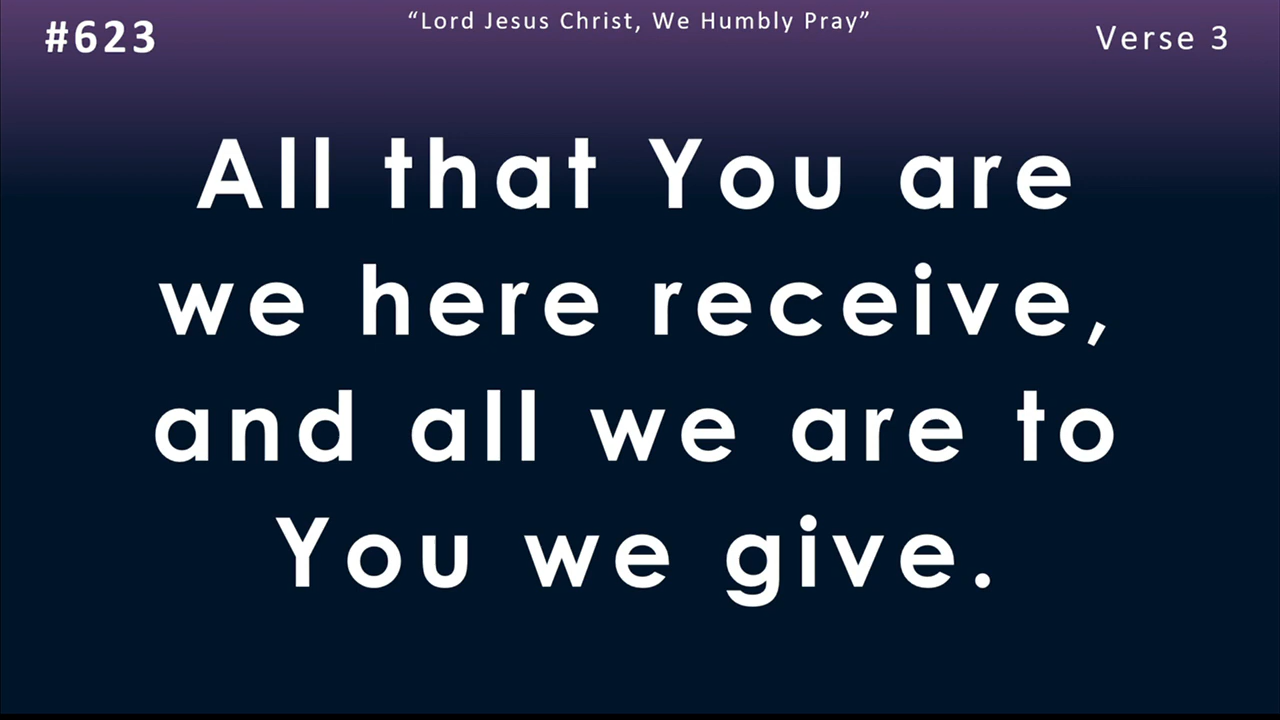 #623
“Lord Jesus Christ, We Humbly Pray”
Verse 3
All that You are
we here receive,
and all we are to
You we give.